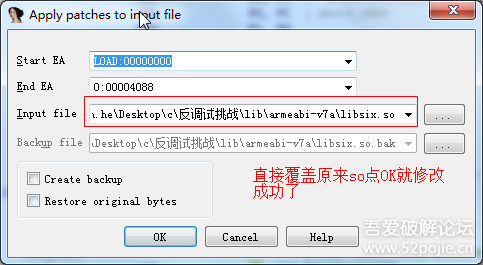 Apply patches to input file
Start EA
LOAD:00000000
End EA
0:00004088
Input file
ı.he\Desktop\c\反调试挑战\lib\armeabi-v7a\libsix.so
...
Backup file
.Desktop\c\反调试挑战\lib\armeabi-v7a\libsix.so.bak
...
Create backup
Restore original bytes
直接覆盖原来so点OK就修改
成功了
OK
Cancel
Help
吾爱破解论坛
www.52pojie.cn